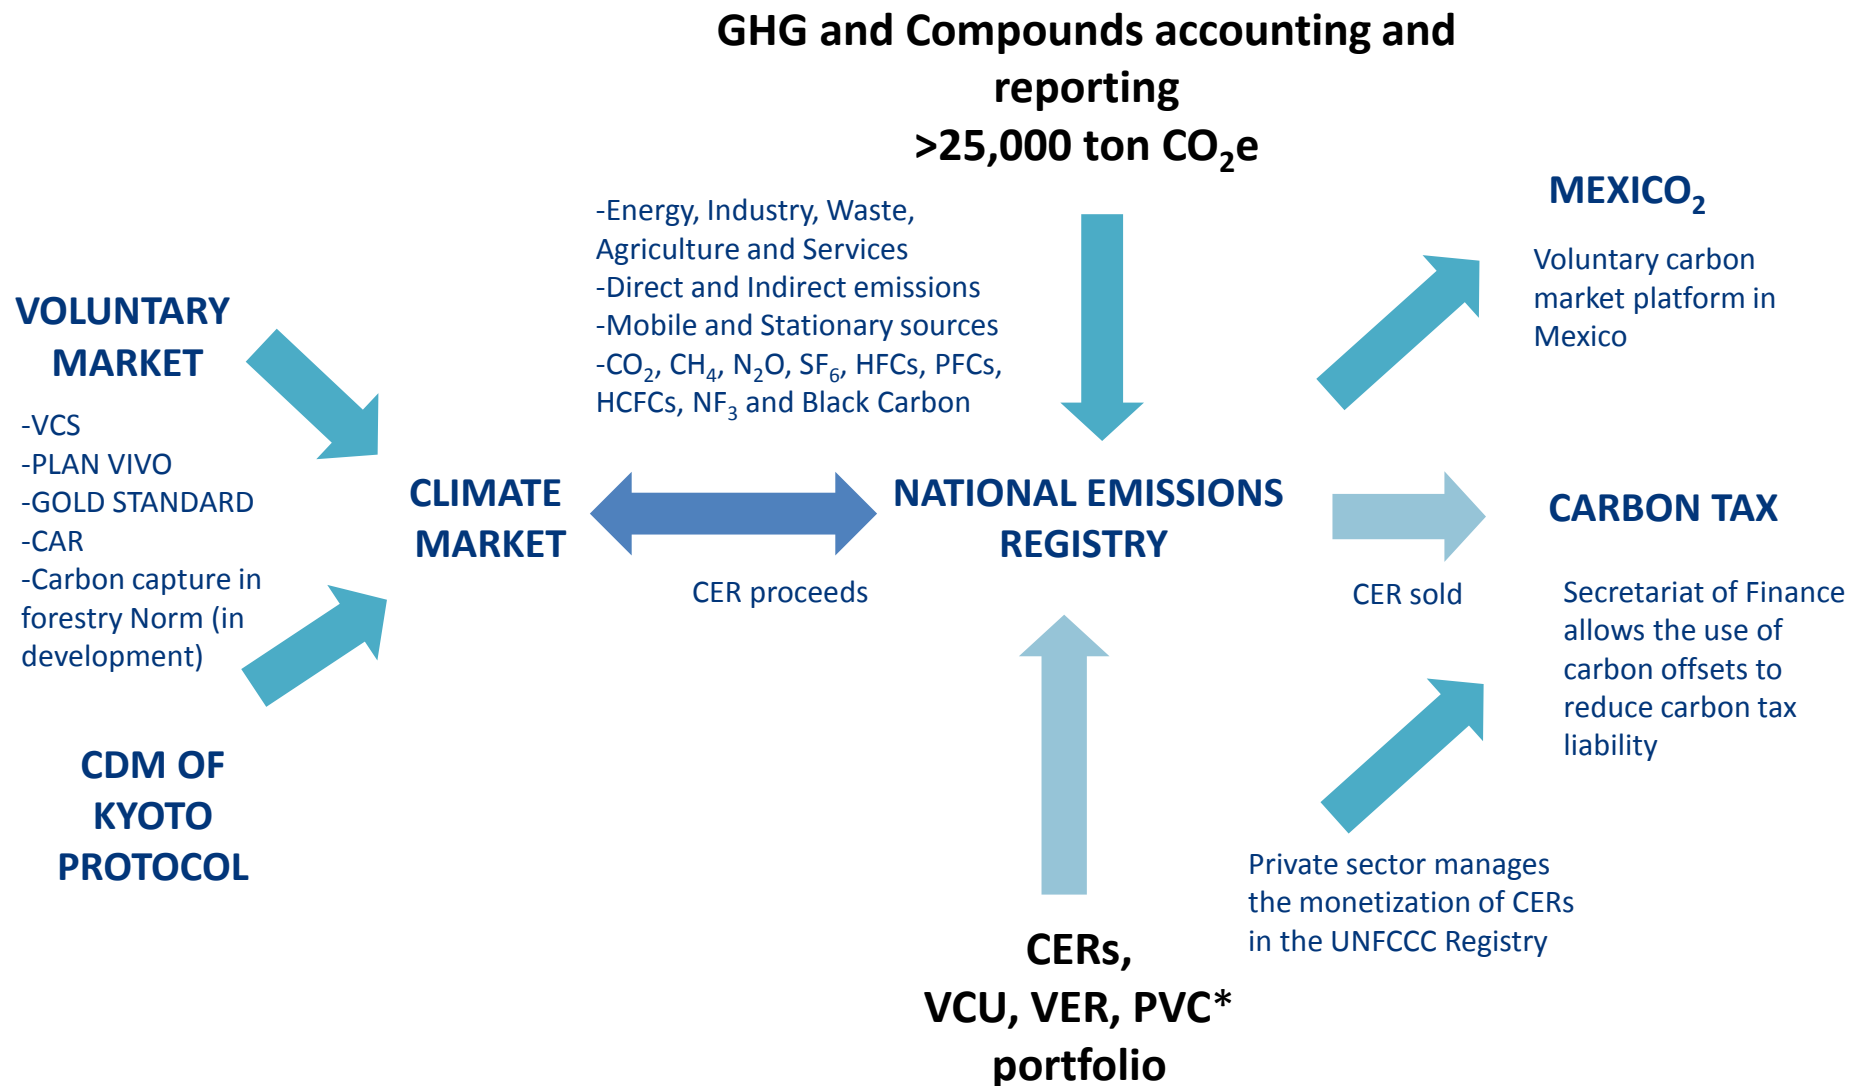 GHG and Compounds accounting and
reporting
>25,000 ton CO₂e
-Energy, Industry, Waste,
Agriculture and Services
-Direct and Indirect emissions
-Mobile and Stationary sources
-CO₂, CH₄, N₂O, SF₆, HFCs, PFCs,
HCFCs, NF₃ and Black Carbon
MEXICO₂
Voluntary carbon
market platform in
Mexico
VOLUNTARY
MARKET
-VCS
-PLAN VIVO
-GOLD STANDARD
-CAR
-Carbon capture in
forestry Norm (in
development)
CDM OF
KYOTO
PROTOCOL
CLIMATE
MARKET
CER proceeds
NATIONAL EMISSIONS
REGISTRY
CER sold
CARBON TAX
Secretariat of Finance
allows the use of
carbon offsets to
reduce carbon tax
liability
Private sector manages
the monetization of CERs
in the UNFCCC Registry
CERs,
VCU, VER, PVC*
portfolio